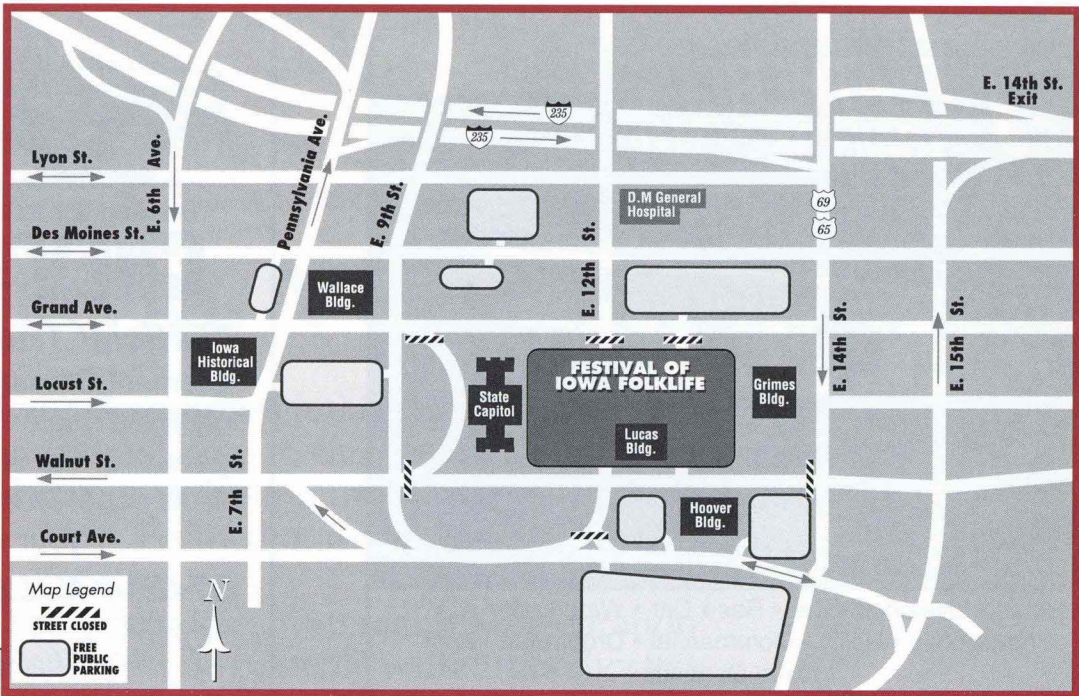 E. 14th St.
Exit
235
235
Lyon St.
E. 6th Ave.
Pennsylvania Ave.
E. 9th St.
D.M General
Hospital
69
65
Des Moines St.
E. 12th St.
Wallace
Bldg.
Grand Ave.
Iowa
Historical
Bldg.
FESTIVAL OF
IOWA FOLKLIFE
E. 14th St.
E. 15th St.
Locust St.
State
Capitol
Grimes
Bldg.
Lucas
Bldg.
Walnut St.
E. 7th St.
Hoover
Bldg.
Court Ave.
Map Legend
STREET CLOSED
FREE
PUBLIC
PARKING
N